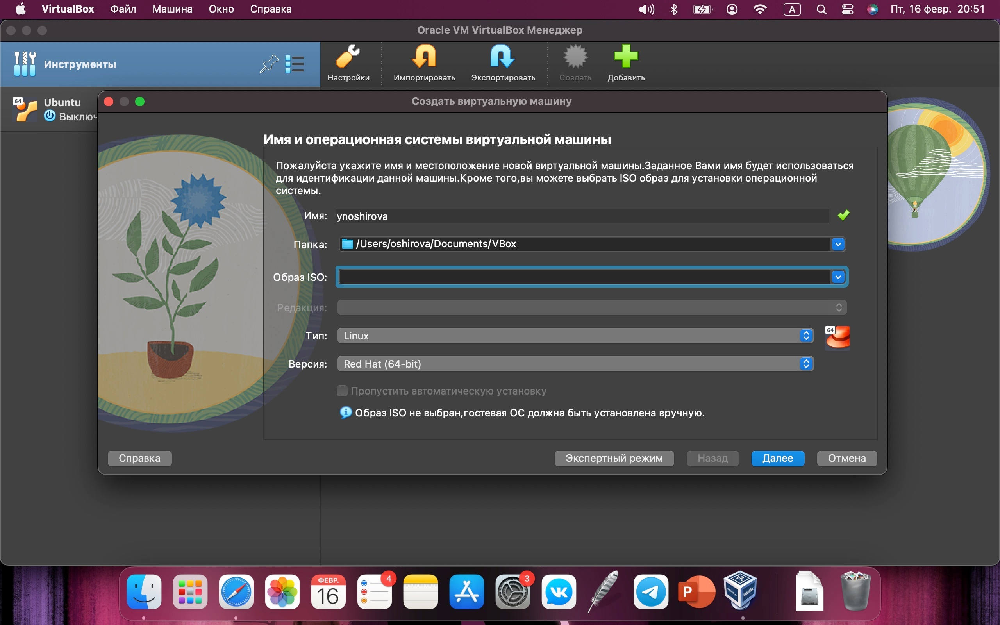 VirtualBox Файл Машина Окно Справка A Пт, 16 февр. 20:51
Oracle VM VirtualBox Менеджер
Инструменты
Настройки Импортировать Экспортировать Создать Добавить
64 Ubuntu
Выключ
Создать виртуальную машину
Имя и операционная системы виртуальной машины
Пожалуйста укажите имя и местоположение новой виртуальной машины.Заданное Вами имя будет использоваться
для идентификации данной машины.Кроме того,вы можете выбрать ISO образ для установки операционной
системы.
Имя: ynoshirova
Папка: /Users/oshirova/Documents/VBox
Образ ISO:
Редакция:
Тип: Linux 64
Версия: Red Hat (64-bit)
Пропустить автоматическую установку
Образ ISO не выбран,гостевая ОС должна быть установлена вручную.
Справка Экспертный режим Назад Далее Отмена
ФЕВР. 4 3
16 P